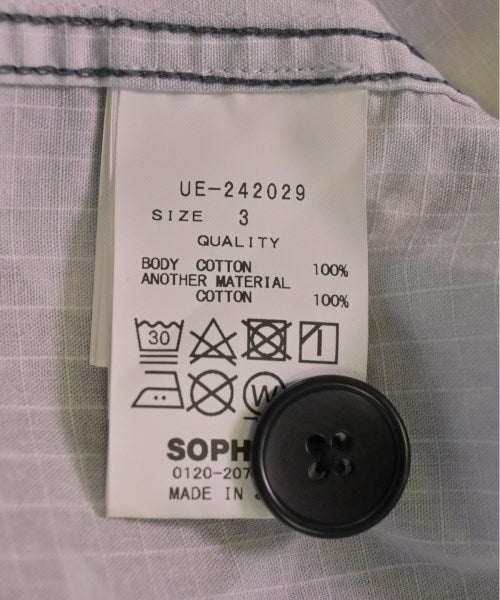 UE-242029
SIZE 3
QUALITY
BODY COTTON 100%
ANOTHER MATERIAL
COTTON 100%
30
W
SOPH
0120-207
MADE IN